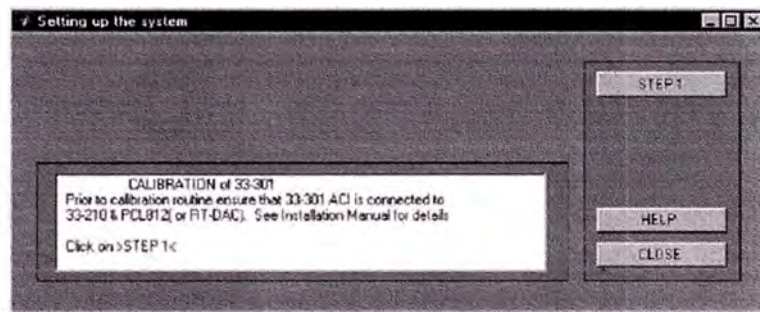 Setting up the system
STEP 1
CALIBRATION of 33-301
Prior to calibration routine ensure that 33-301 ACI is connected to
33-210 & PCL812( or RT-DAC). See Installation Manual for details
Click on >STEP 1<
HELP
CLOSE